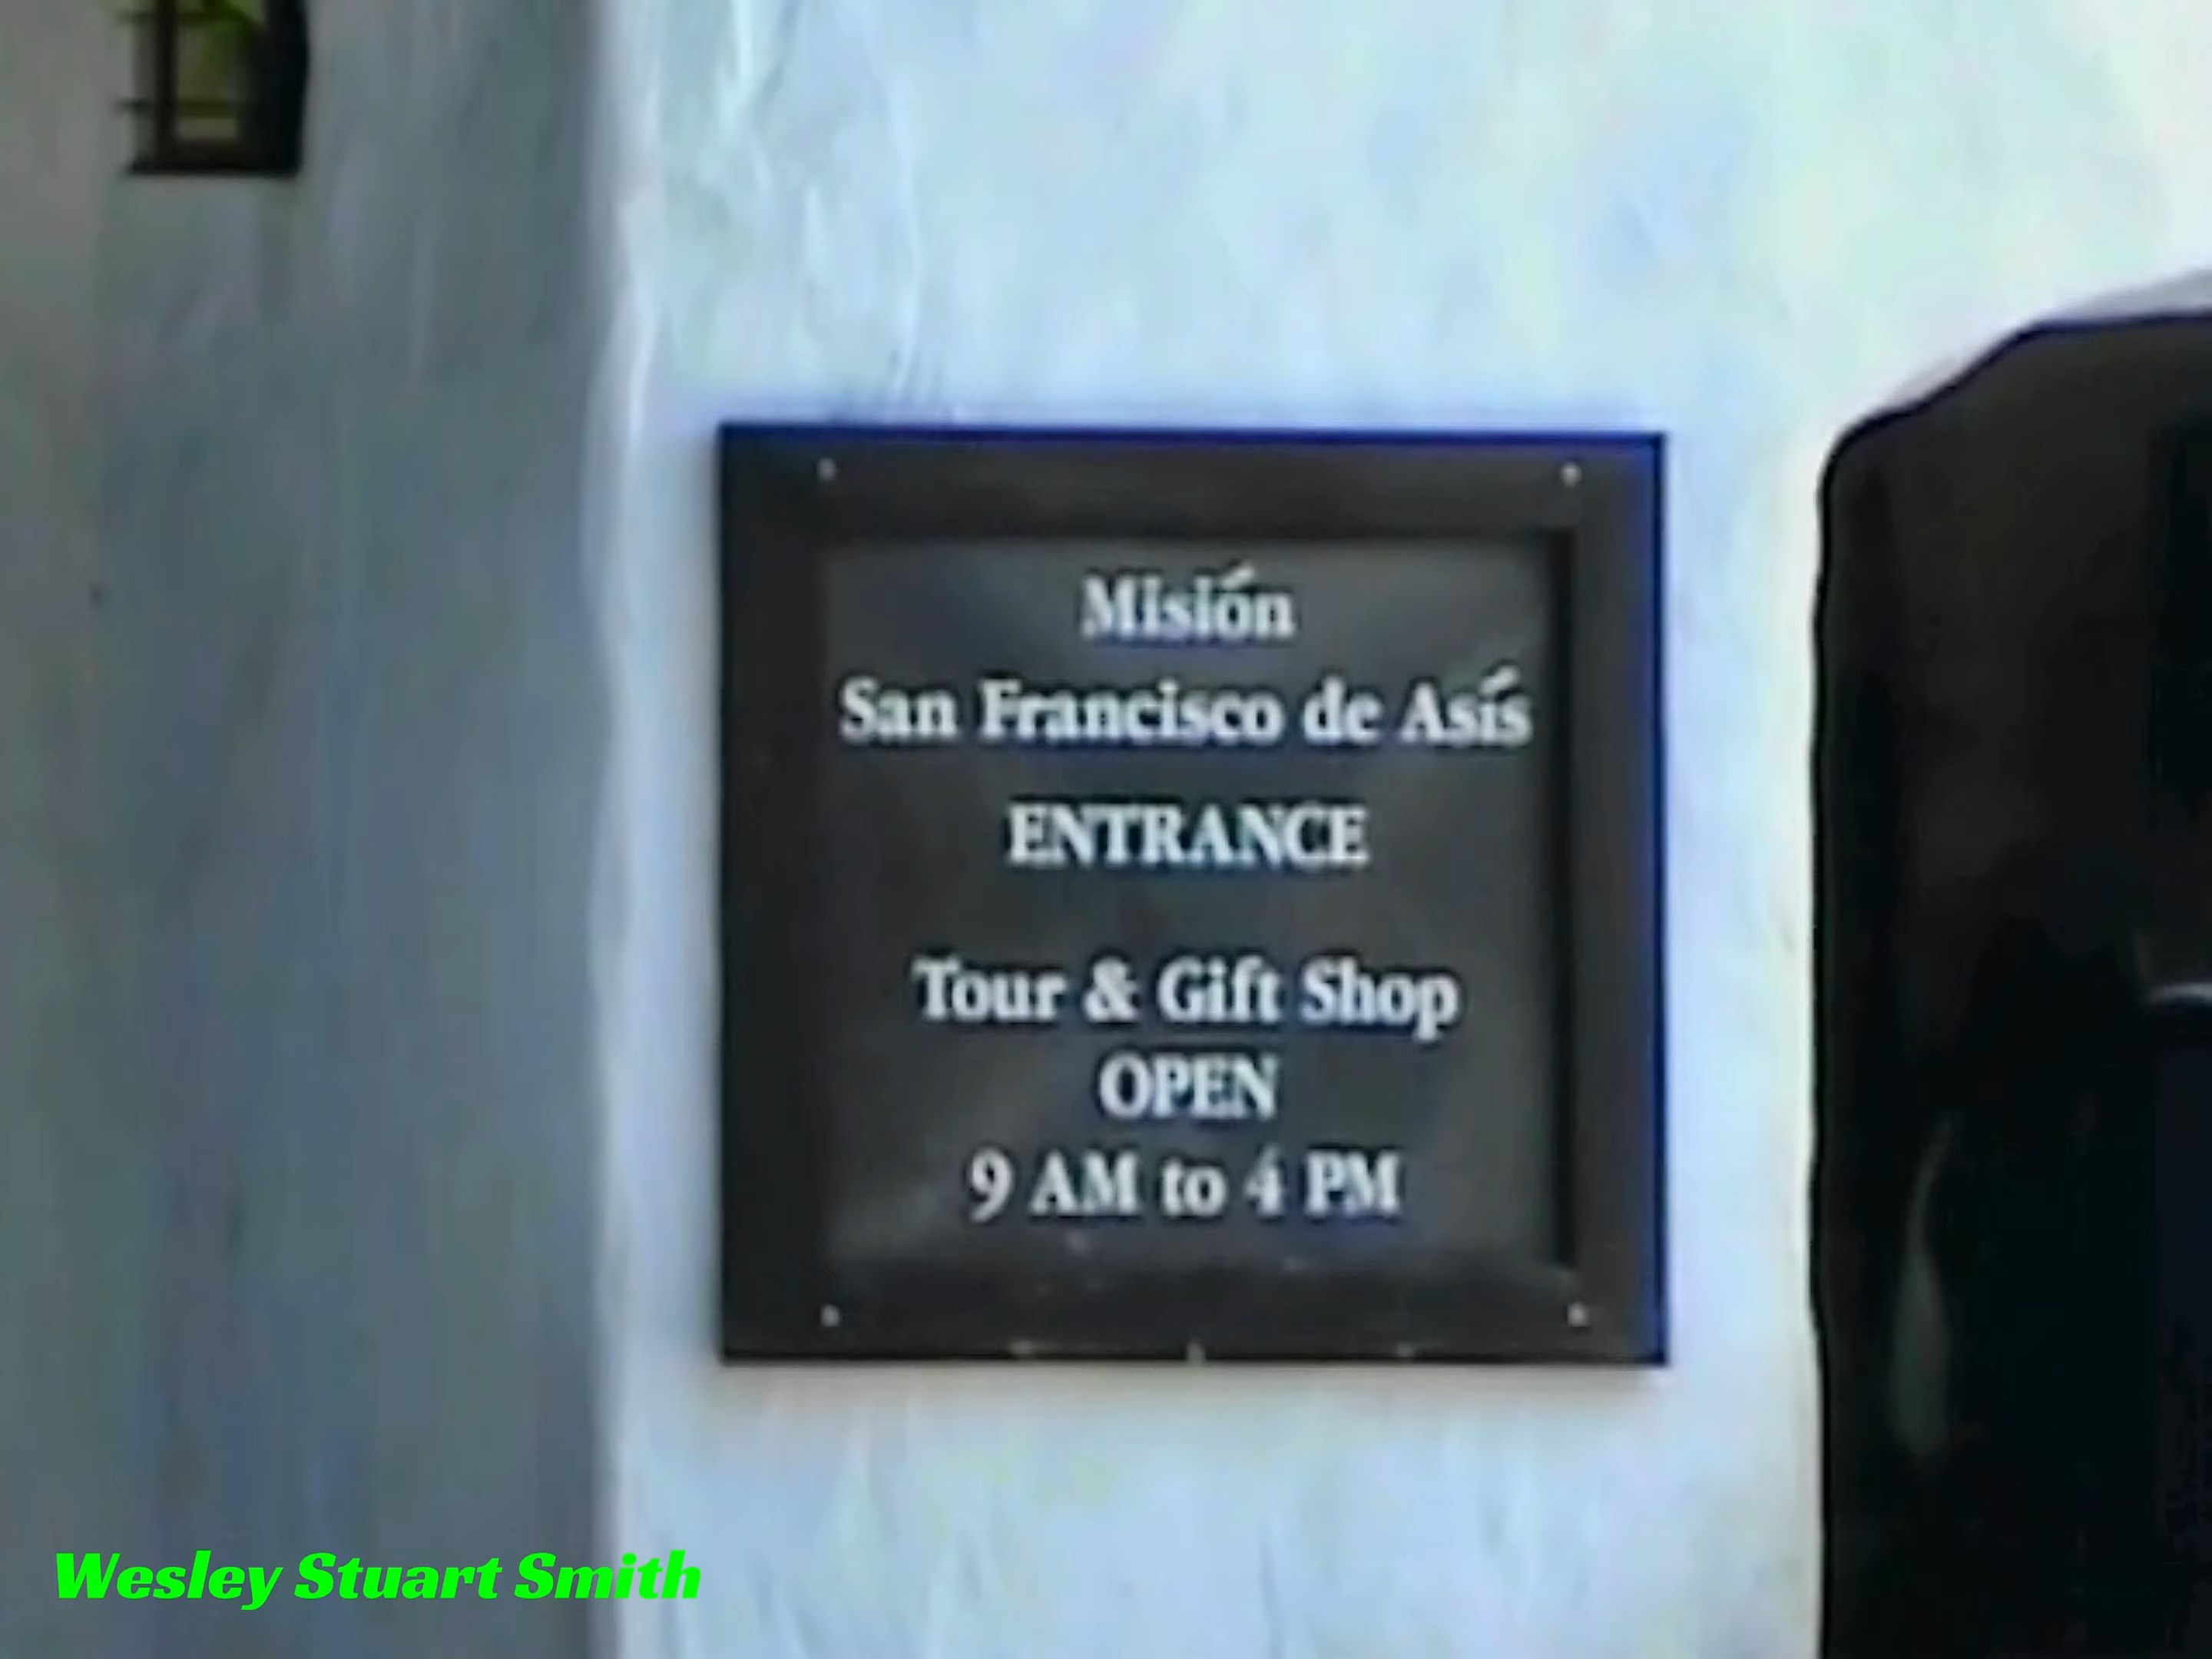 Misión
San Francisco de Asís
ENTRANCE
Tour & Gift Shop
OPEN
9 AM to 4 PM
Wesley Stuart Smith